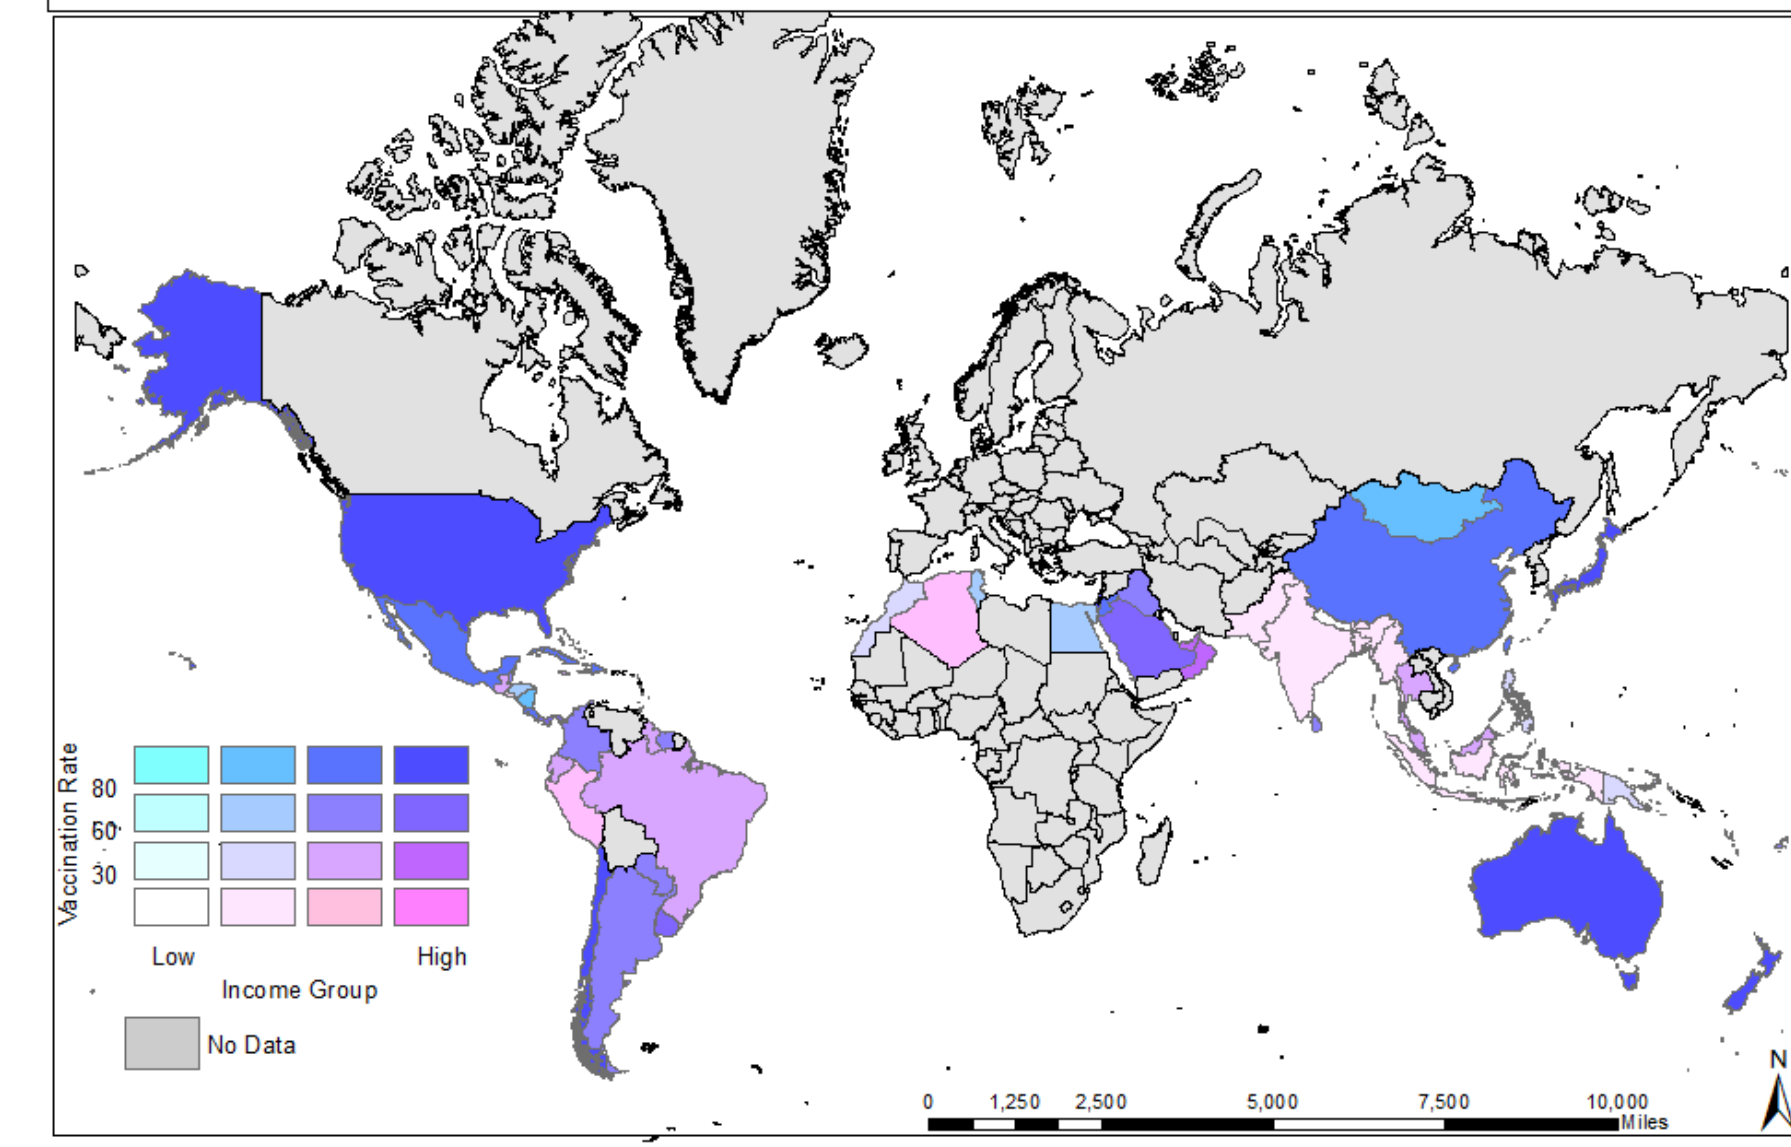 Vaccination Rate
80
60
30
Low
High
Income Group
No Data
N
0
1,250
2,500
5,000
7,500
10,000
Miles